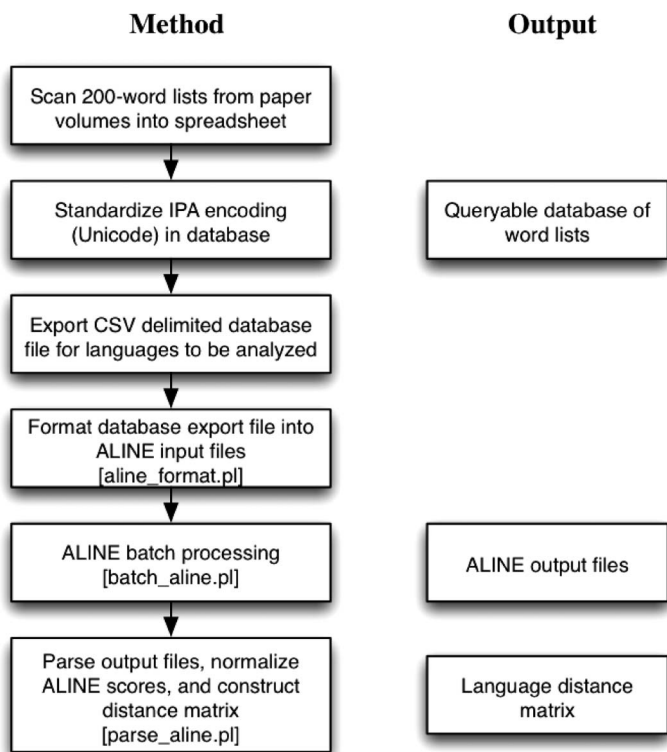 Method
Output
Scan 200-word lists from paper
volumes into spreadsheet
Standardize IPA encoding
(Unicode) in database
Queryable database of
word lists
Export CSV delimited database
file for languages to be analyzed
Format database export file into
ALINE input files
[aline_format.pl]
ALINE batch processing
[batch_aline.pl]
ALINE output files
Parse output files, normalize
ALINE scores, and construct
distance matrix
[parse_aline.pl]
Language distance
matrix